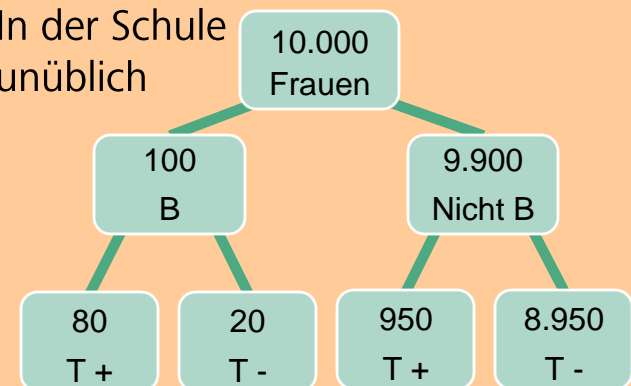 In der Schule
unüblich
10.000
Frauen
100
B
9.900
Nicht B
80
T +
20
T -
950
T +
8.950
T -